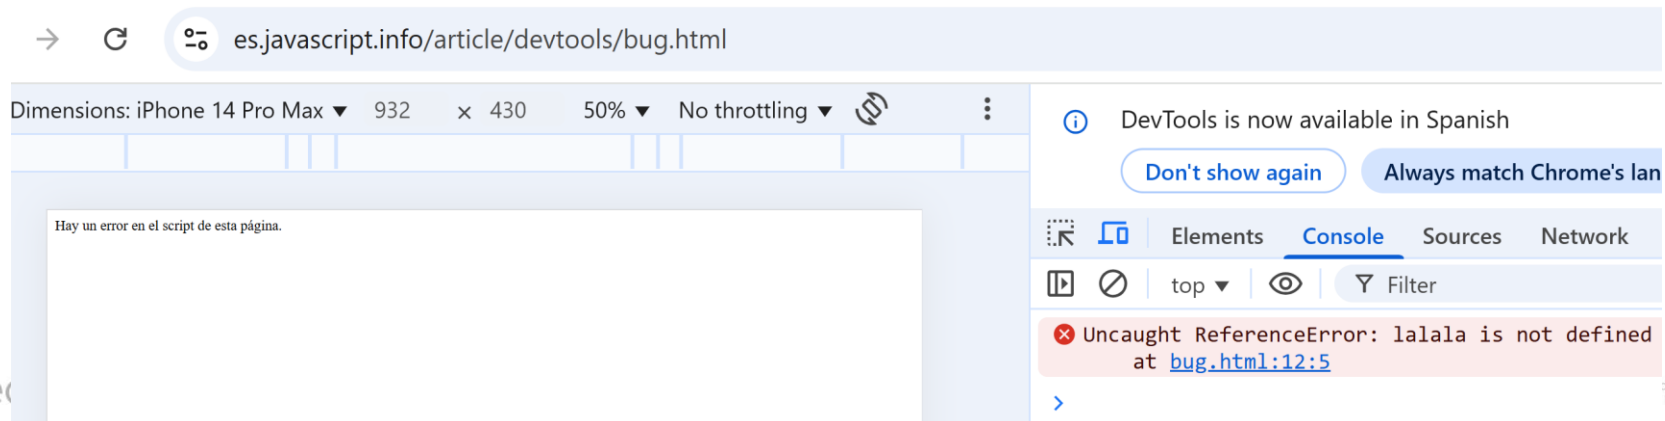 es.javascript.info/article/devtools/bug.html
Dimensions: iPhone 14 Pro Max ▼ 932 × 430 50% ▼ No throttling ▼
DevTools is now available in Spanish
Don't show again Always match Chrome's lan
Hay un error en el script de esta página.
Elements Console Sources Network
top ▼ Filter
Uncaught ReferenceError: lalala is not defined
at bug.html:12:5